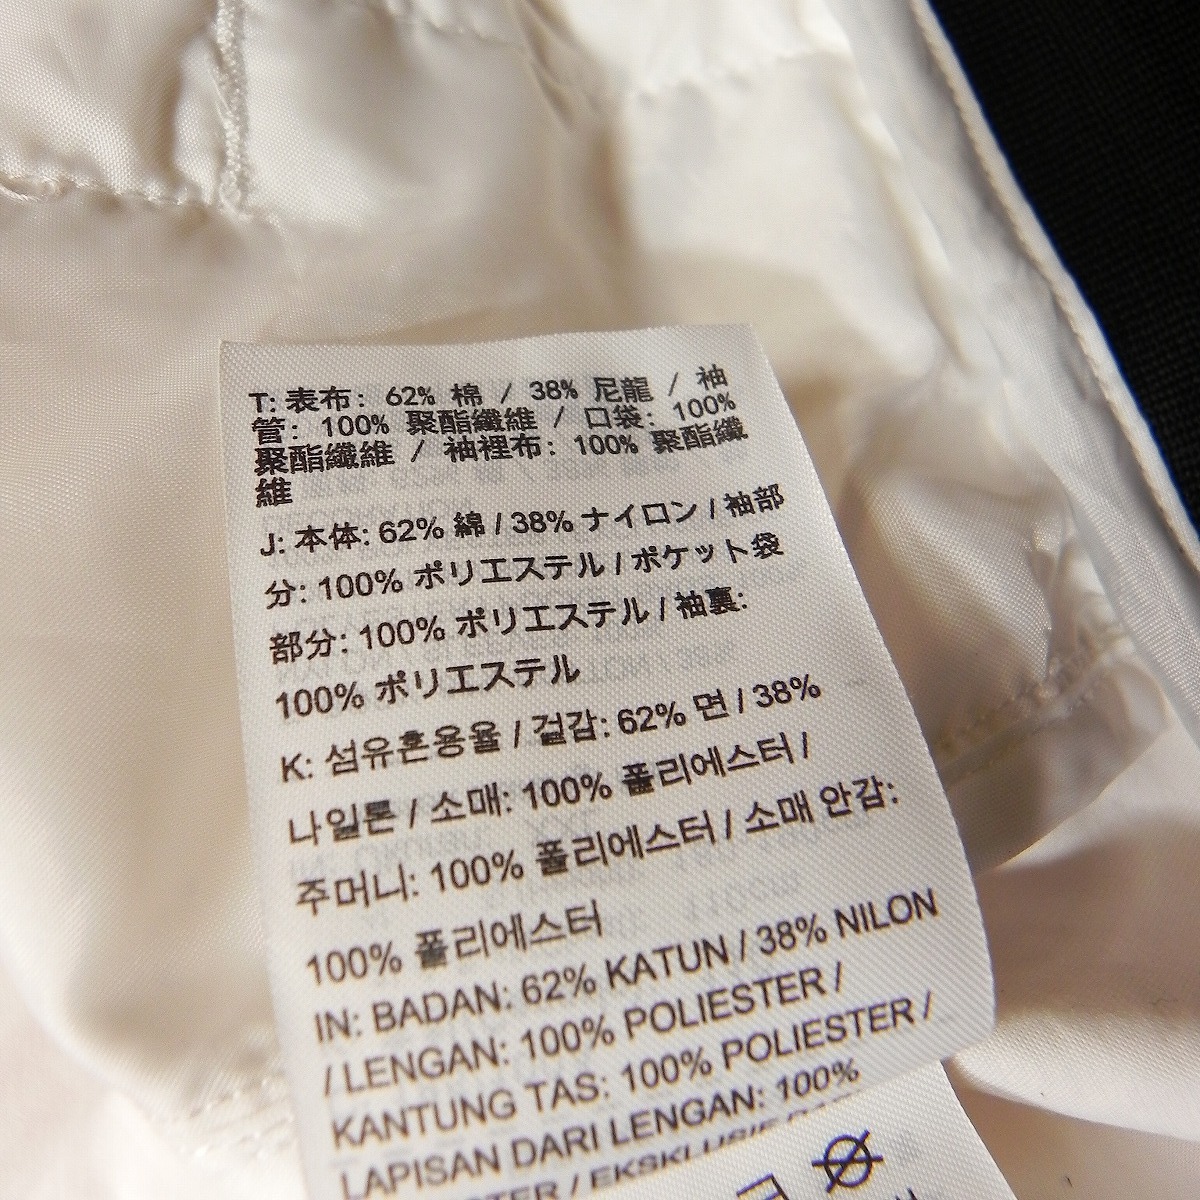 T: 表布: 62% 棉 / 38% 尼龍 / 袖
管: 100% 聚酯纖維 / 口袋: 100%
聚酯纖維 / 袖裡布: 100% 聚酯纖
維
J: 本体: 62% 綿 / 38% ナイロン / 袖部
分: 100% ポリエステル / ポケット袋
部分: 100% ポリエステル / 袖裏:
100% ポリエステル
K: 섬유혼용율 / 겉감: 62% 면 / 38%
나일론 / 소매: 100% 폴리에스터 /
주머니: 100% 폴리에스터 / 소매 안감:
100% 폴리에스터
IN: BADAN: 62% KATUN / 38% NILON
/ LENGAN: 100% POLIESTER /
KANTUNG TAS: 100% POLIESTER /
LAPISAN DARI LENGAN: 100%
/ EKSKLUSIF